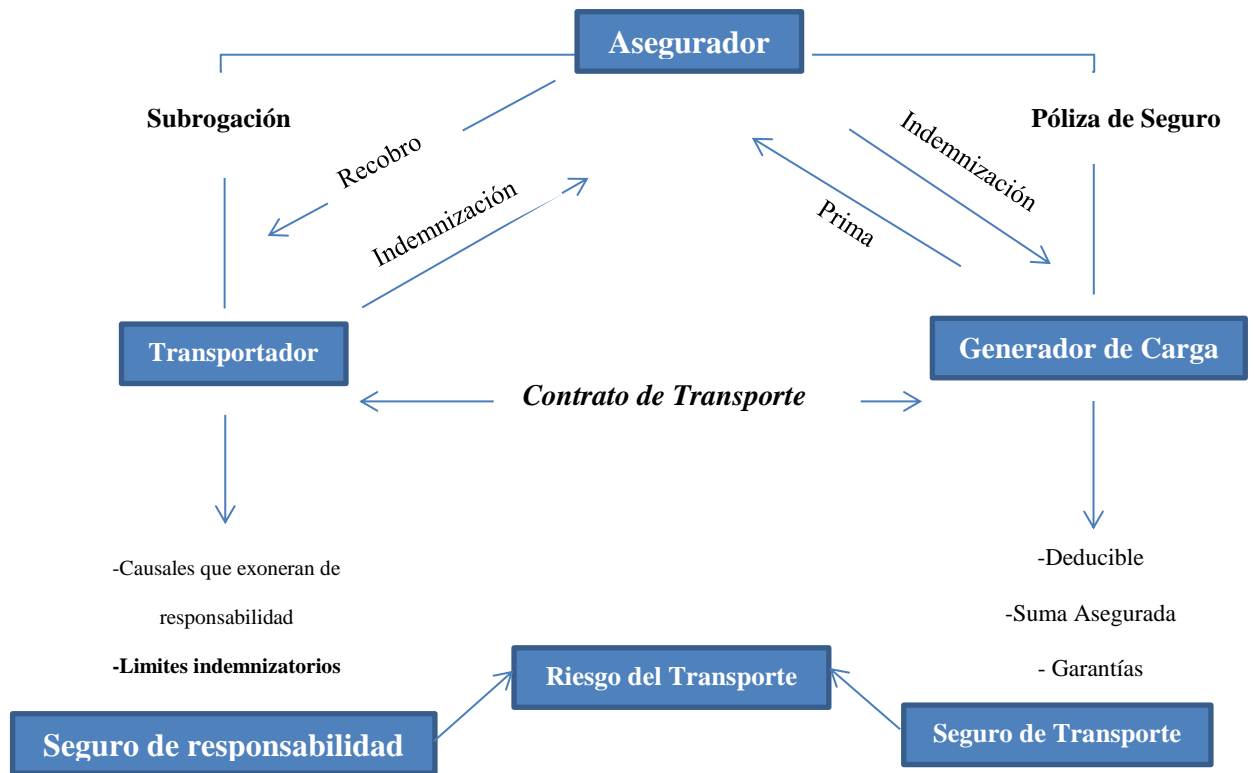 Asegurador
Subrogación
Póliza de Seguro
Recobro
Indemnización
Indemnización
Prima
Transportador
Generador de Carga
Contrato de Transporte
-Causales que exoneran de
responsabilidad
-Limites indemnizatorios
-Deducible
-Suma Asegurada
- Garantías
Riesgo del Transporte
Seguro de responsabilidad
Seguro de Transporte